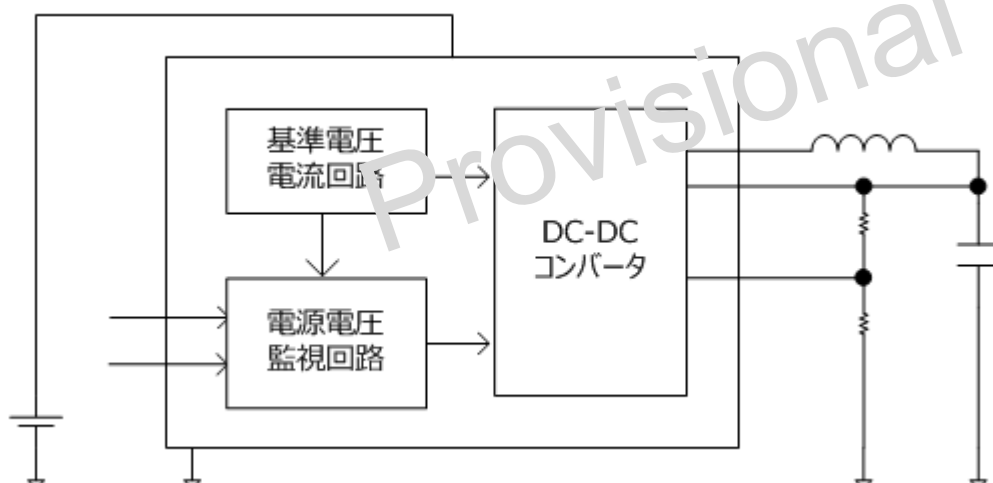 Provisional
基準電圧
電流回路
DC-DC
コンバータ
電源電圧
監視回路